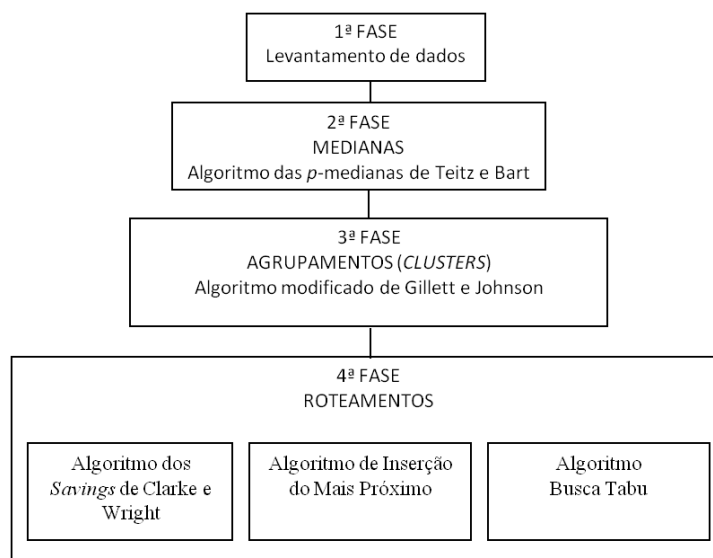 1ª FASE
Levantamento de dados
2ª FASE
MEDIANAS
Algoritmo das p-medianas de Teitz e Bart
3ª FASE
AGRUPAMENTOS (CLUSTERS)
Algoritmo modificado de Gillett e Johnson
4ª FASE
ROTEAMENTOS
Algoritmo dos
Savings de Clarke e
Wright
Algoritmo de Inserção
do Mais Próximo
Algoritmo
Busca Tabu